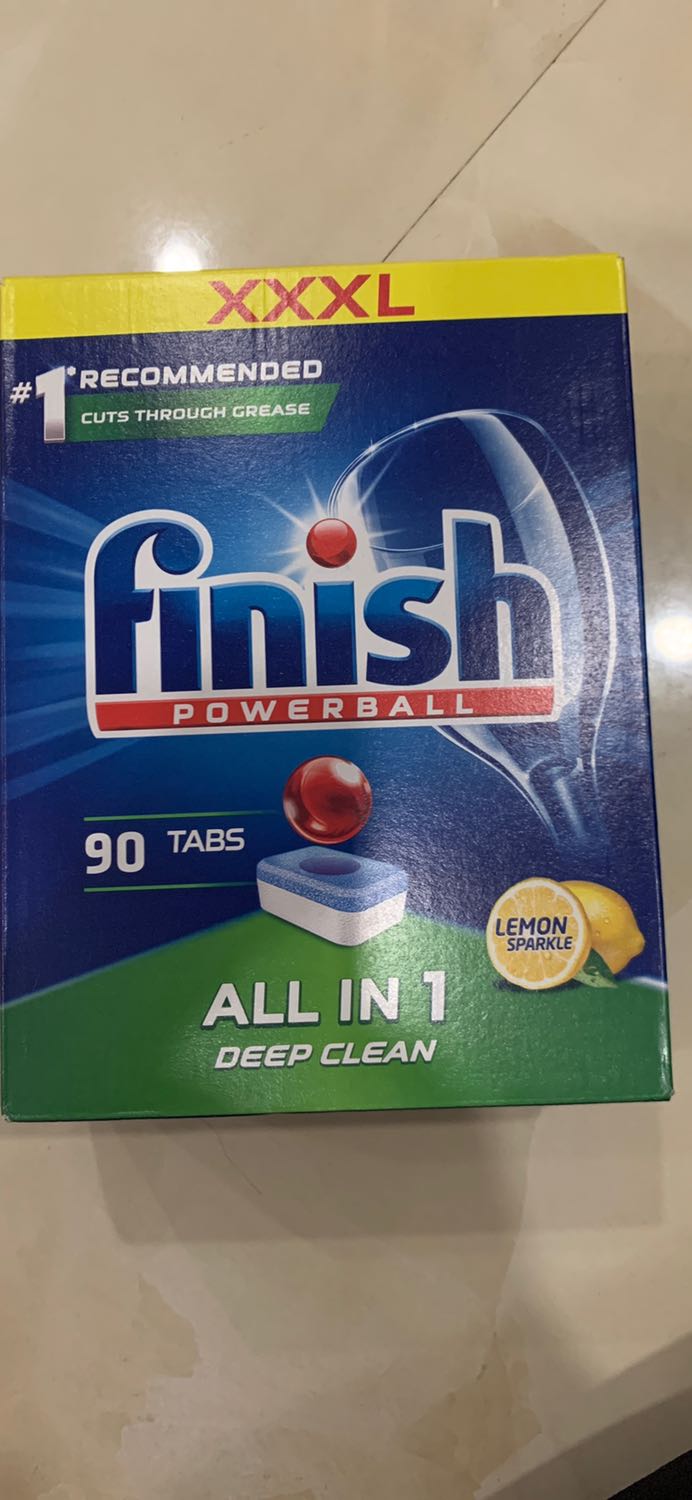 XXXL
#1* RECOMMENDED
CUTS THROUGH GREASE
finish
POWERBALL
90 TABS
LEMON
SPARKLE
ALL IN 1
DEEP CLEAN